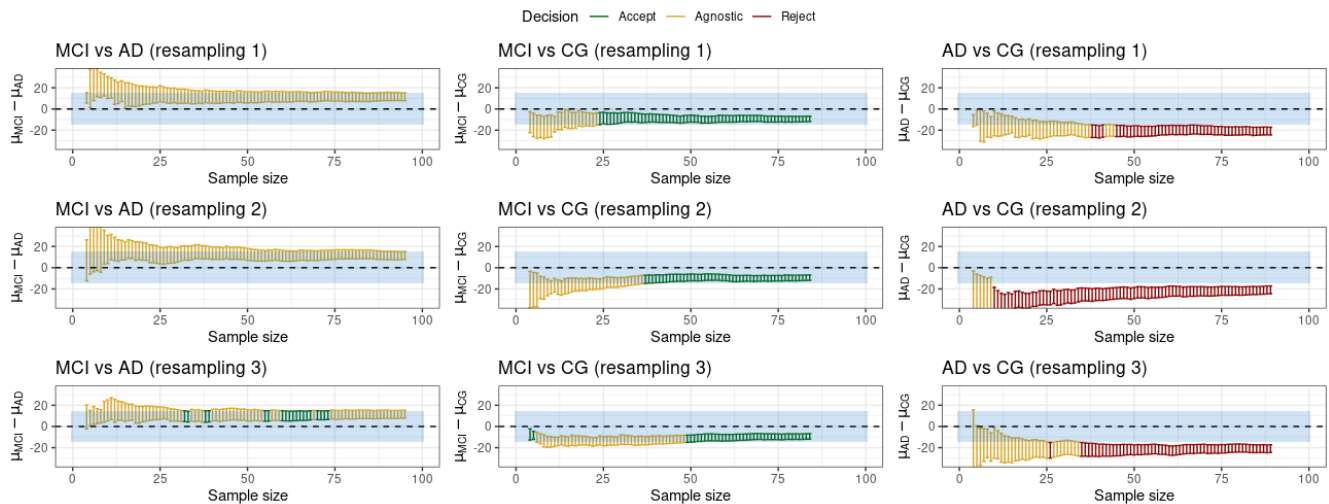 Decision Accept Agnostic Reject
MCI vs AD (resampling 1)
μMCI − μAD
20
0
-20
0 25 50 75 100
Sample size
MCI vs CG (resampling 1)
μMCI − μCG
20
0
-20
0 25 50 75 100
Sample size
AD vs CG (resampling 1)
μAD − μCG
20
0
-20
0 25 50 75 100
Sample size
MCI vs AD (resampling 2)
μMCI − μAD
20
0
-20
0 25 50 75 100
Sample size
MCI vs CG (resampling 2)
μMCI − μCG
20
0
-20
0 25 50 75 100
Sample size
AD vs CG (resampling 2)
μAD − μCG
20
0
-20
0 25 50 75 100
Sample size
MCI vs AD (resampling 3)
μMCI − μAD
20
0
-20
0 25 50 75 100
Sample size
MCI vs CG (resampling 3)
μMCI − μCG
20
0
-20
0 25 50 75 100
Sample size
AD vs CG (resampling 3)
μAD − μCG
20
0
-20
0 25 50 75 100
Sample size